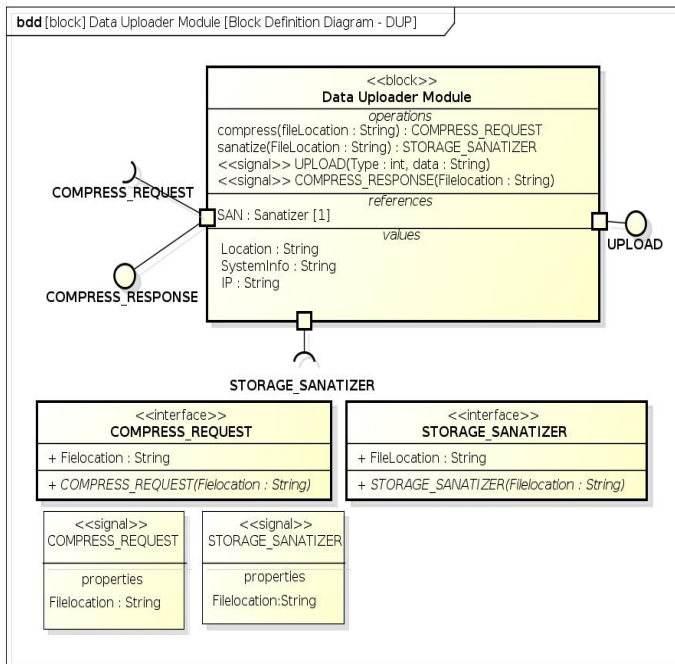 bdd [block] Data Uploader Module [Block Definition Diagram - DUP]
<<block>>
Data Uploader Module
operations
compress(fileLocation : String) : COMPRESS_REQUEST
sanatize(FileLocation : String) : STORAGE_SANITIZER
<<signal>> UPLOAD(Type : int, data : String)
<<signal>> COMPRESS_RESPONSE(Filelocation : String)
references
SAN : Sanatizer [1]
values
Location : String
SystemInfo : String
IP : String
COMPRESS_REQUEST
COMPRESS_RESPONSE
UPLOAD
STORAGE_SANATIZER
<<interface>>
COMPRESS_REQUEST
+ Fielocation : String
+ COMPRESS_REQUEST(Fielocation : String)
<<interface>>
STORAGE_SANATIZER
+ FileLocation : String
+ STORAGE_SANATIZER(Filelocation : String)
<<signal>>
COMPRESS_REQUEST
properties
Filelocation : String
<<signal>>
STORAGE_SANATIZER
properties
Filelocation:String